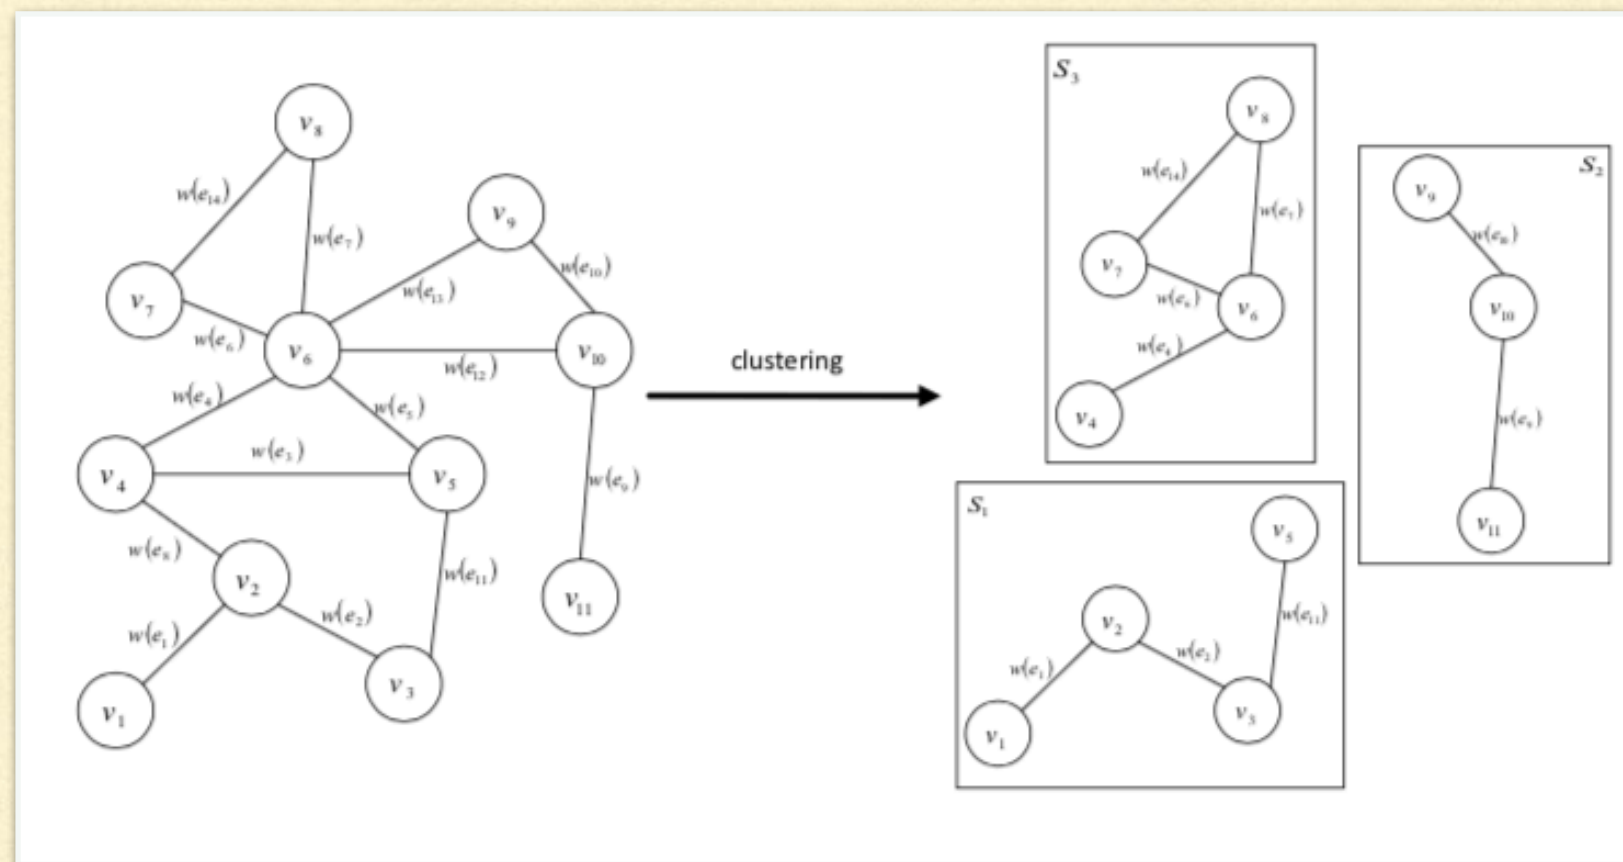 v₈
w(e₁₄)
w(e₇)
v₉
w(e₁₀)
w(e₁₃)
v₇
w(e₆)
v₆
w(e₁₂)
v₁₀
w(e₄)
w(e₅)
w(e₃)
v₄
v₅
w(e₉)
w(e₈)
v₂
w(e₁₁)
v₁₁
w(e₁)
w(e₂)
v₃
v₁
clustering
S₃
v₈
w(e₁₄)
w(e₇)
v₇
w(e₆)
v₆
w(e₄)
v₄
S₂
v₉
v₁₀
w(e₉)
v₁₁
S₁
v₅
v₂
w(e₁₁)
w(e₁)
w(e₂)
v₃
v₁